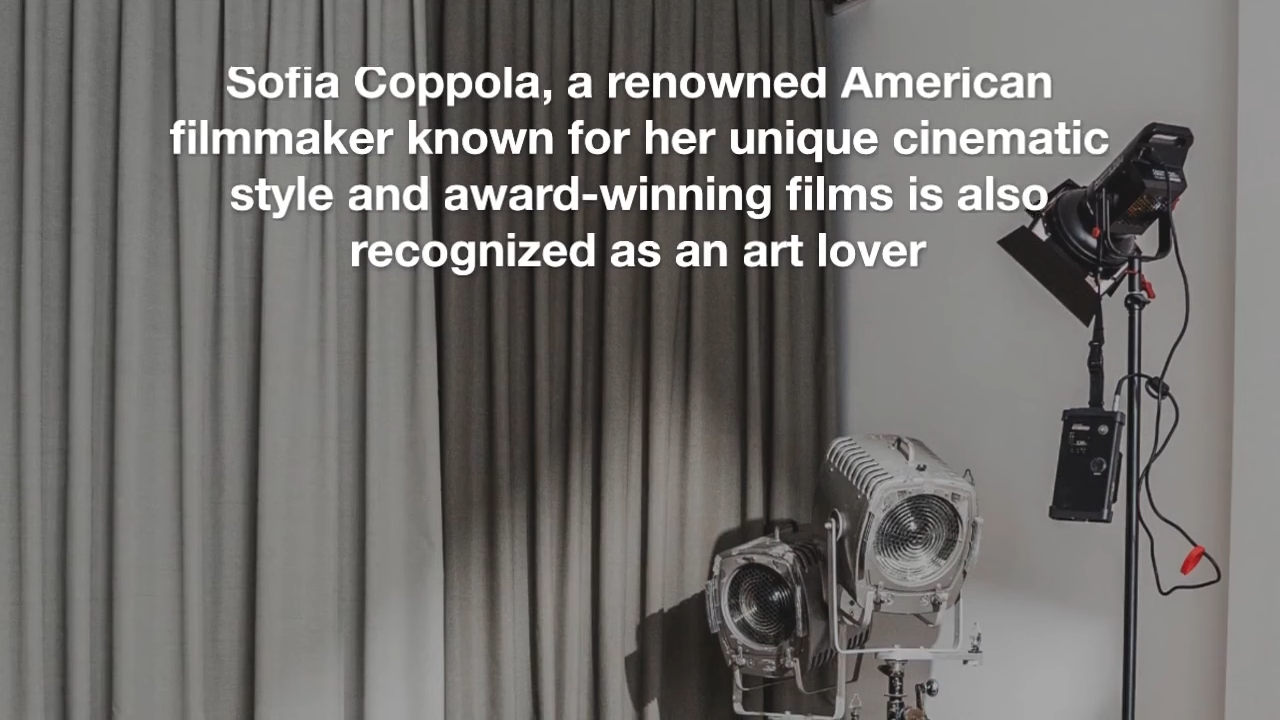 Sofia Coppola, a renowned American
filmmaker known for her unique cinematic
style and award-winning films is also
recognized as an art lover